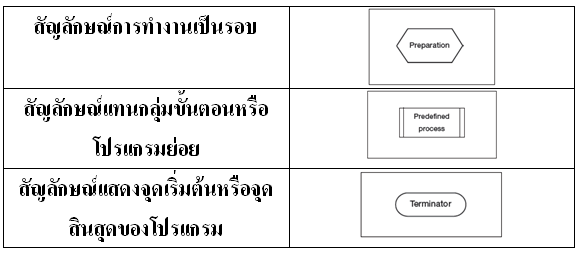 สัญลักษณ์การทำงานเป็นรอบ
Preparation
สัญลักษณ์แทนกลุ่มขั้นตอนหรือ
โปรแกรมย่อย
Predefined
process
สัญลักษณ์แสดงจุดเริ่มต้นหรือจุด
สิ้นสุดของโปรแกรม
Terminator